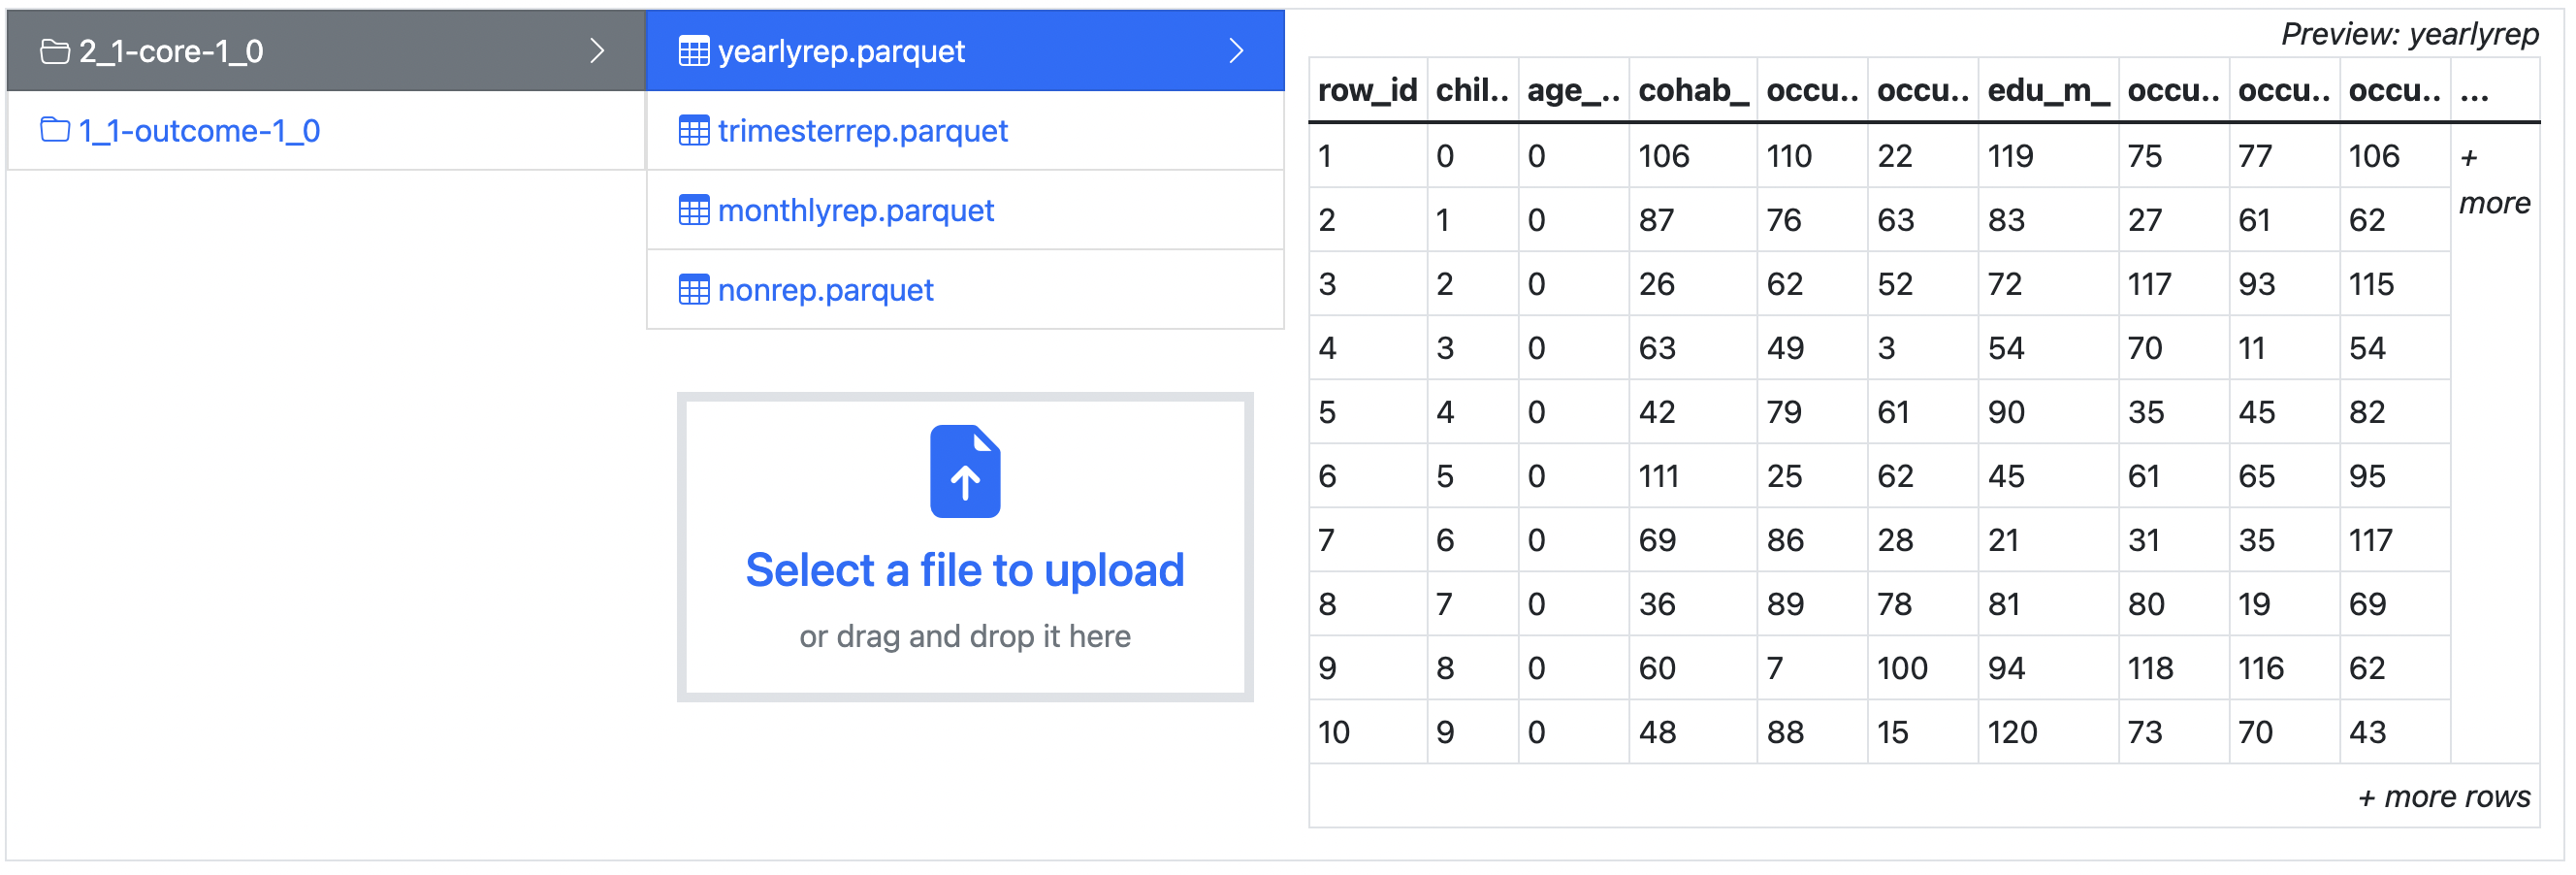 2_1-core-1_0
1_1-outcome-1_0
yearlyrep.parquet
trimesterrep.parquet
monthlyrep.parquet
nonrep.parquet
Select a file to upload
or drag and drop it here
Preview: yearlyrep
row_id chil.. age_.. cohab_ occu.. occu.. edu_m_ occu.. occu.. occu.. ...
1 0 0 106 110 22 119 75 77 106 +
more
2 1 0 87 76 63 83 27 61 62
3 2 0 26 62 52 72 117 93 115
4 3 0 63 49 3 54 70 11 54
5 4 0 42 79 61 90 35 45 82
6 5 0 111 25 62 45 61 65 95
7 6 0 69 86 28 21 31 35 117
8 7 0 36 89 78 81 80 19 69
9 8 0 60 7 100 94 118 116 62
10 9 0 48 88 15 120 73 70 43
+ more rows